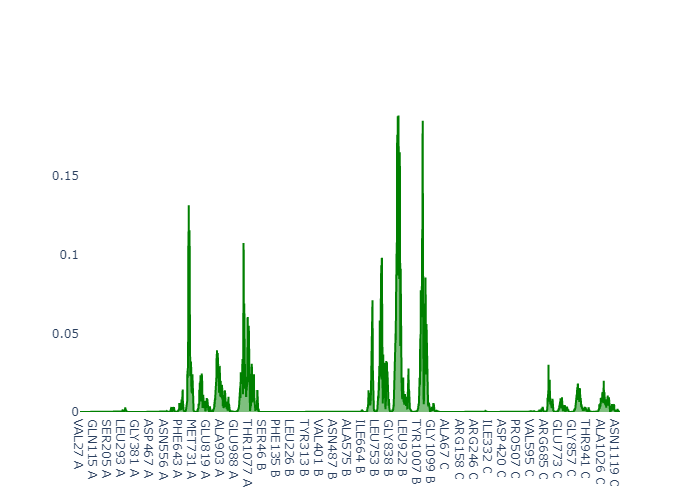 0.15
0.1
0.05
0
VAL27 A
GLN115 A
SER205 A
LEU293 A
GLY381 A
ASP467 A
ASN556 A
PHE643 A
MET731 A
GLU819 A
ALA903 A
GLU988 A
THR1077 A
SER46 B
PHE135 B
LEU226 B
TYR313 B
VAL401 B
ASN487 B
ALA575 B
ILE664 B
LEU753 B
GLY838 B
LEU922 B
TYR1007 B
GLY1099 B
ALA67 C
ARG158 C
ARG246 C
ILE332 C
ASP420 C
PRO507 C
VAL595 C
ARG685 C
GLU773 C
GLY857 C
THR941 C
ALA1026 C
ASN1119 C